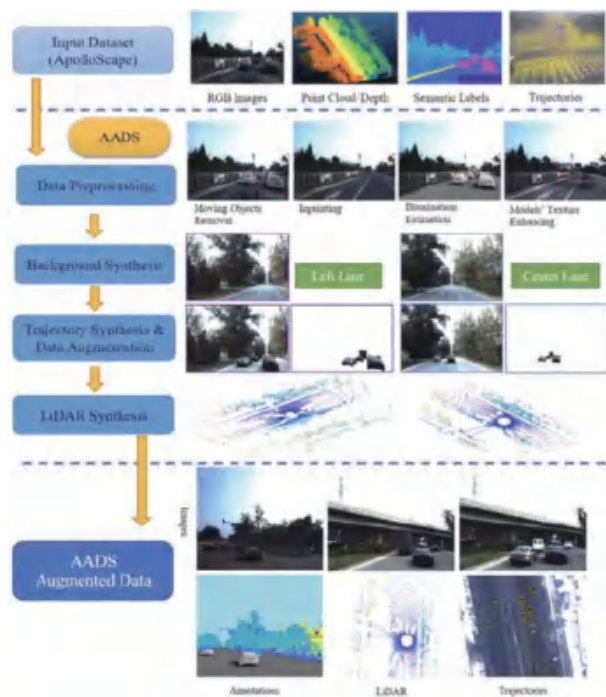 Input Dataset
(ApolloScape)
RGB Images
Point Cloud/Depth
Semantic Labels
Trajectories
AADS
Data Preprocessing
Moving Objects
Removal
Inpainting
Illumination
Estimation
Models' Texture
Enhancing
Background Synthesis
Left Lane
Center Lane
Trajectory Synthesis &
Data Augmentation
LiDAR Synthesis
Images
AADS
Augmented Data
Annotations
LiDAR
Trajectories